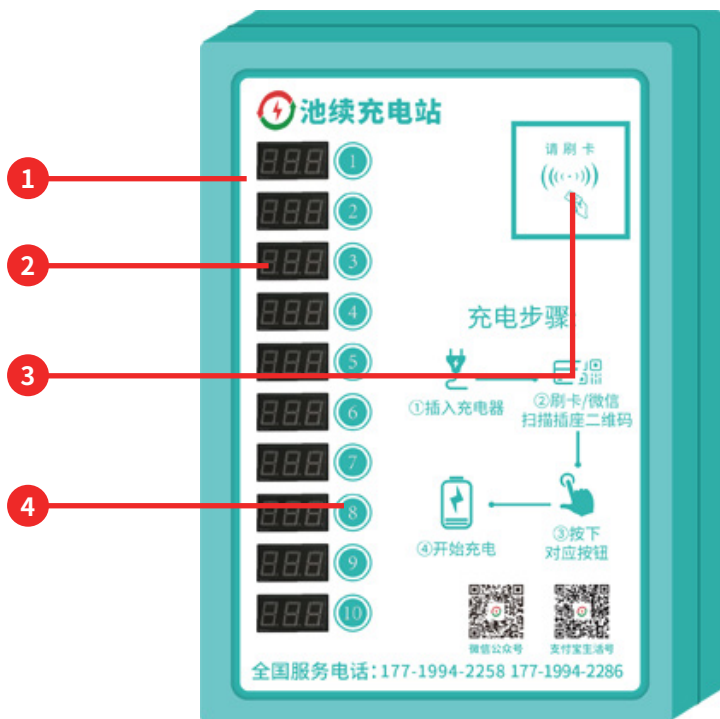 池续充电站
请刷卡
1
1
2
2
3
3
4
充电步骤
5
①插入充电器
②刷卡/微信
扫描插座二维码
6
7
4
8
④开始充电
③按下
对应按钮
9
10
微信公众号
支付宝生活号
全国服务电话：177-1994-2258 177-1994-2286